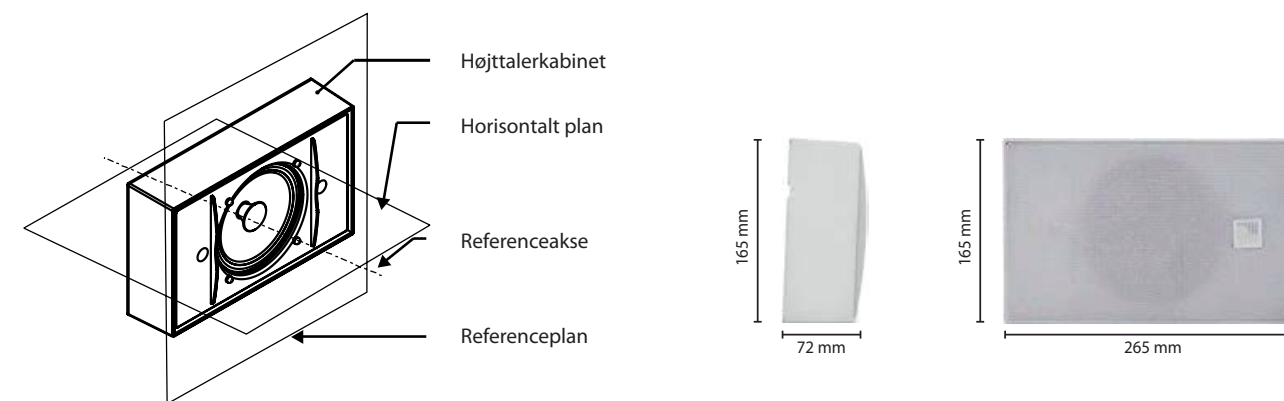 Højttalerkabinet
Horisontalt plan
Referenceakse
Referenceplan
165 mm
72 mm
165 mm
265 mm